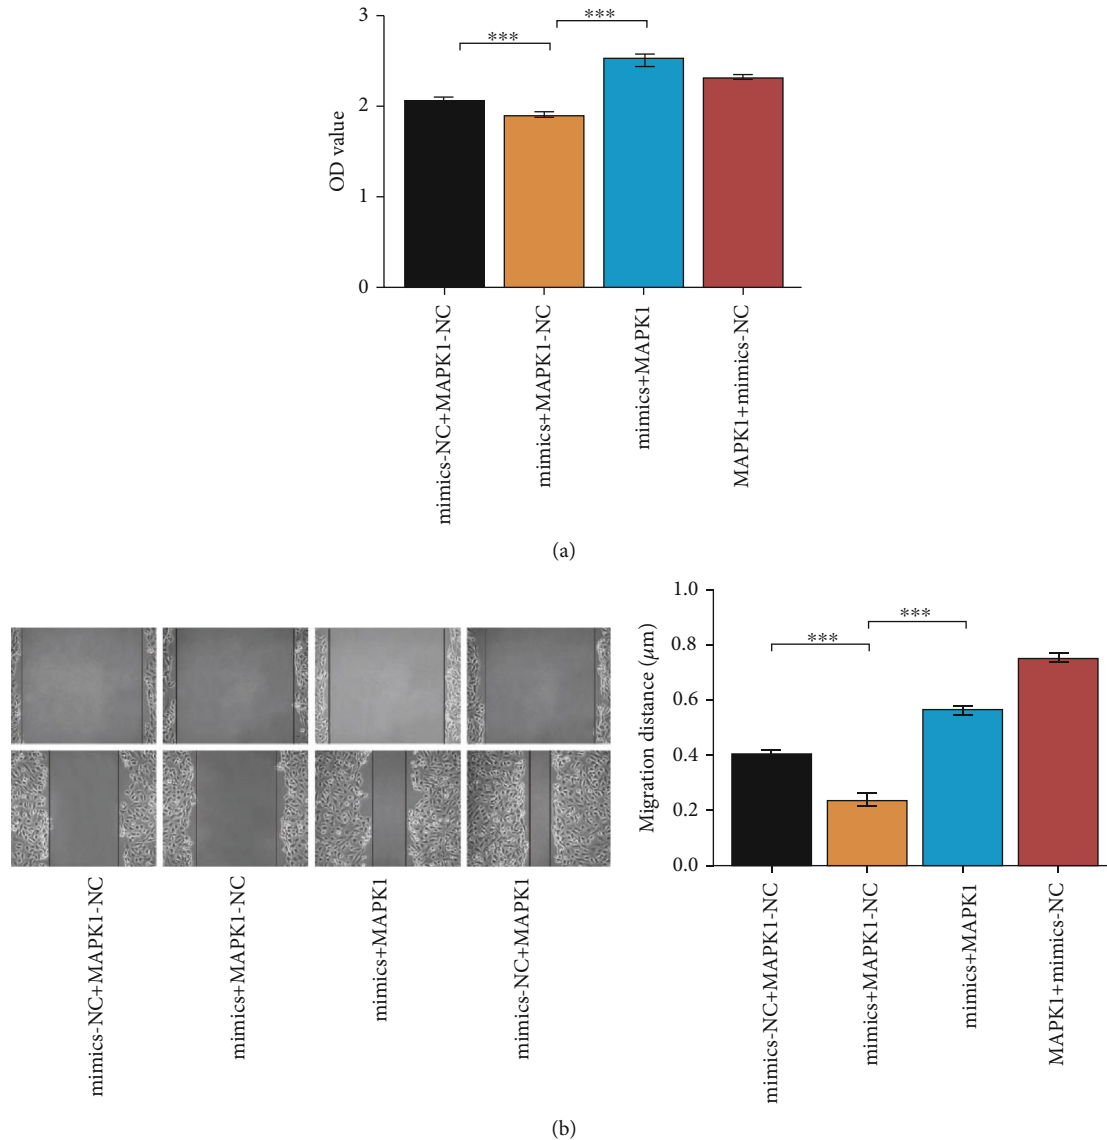 3
2
1
0
OD value
***
***
mimics-NC+MAPK1-NC
mimics+MAPK1-NC
mimics+MAPK1
MAPK1+mimics-NC
(a)
mimics-NC+MAPK1-NC
mimics+MAPK1-NC
mimics+MAPK1
mimics-NC+MAPK1
1.0
0.8
0.6
0.4
0.2
0.0
Migration distance (μm)
***
***
mimics-NC+MAPK1-NC
mimics+MAPK1-NC
mimics+MAPK1
MAPK1+mimics-NC
(b)